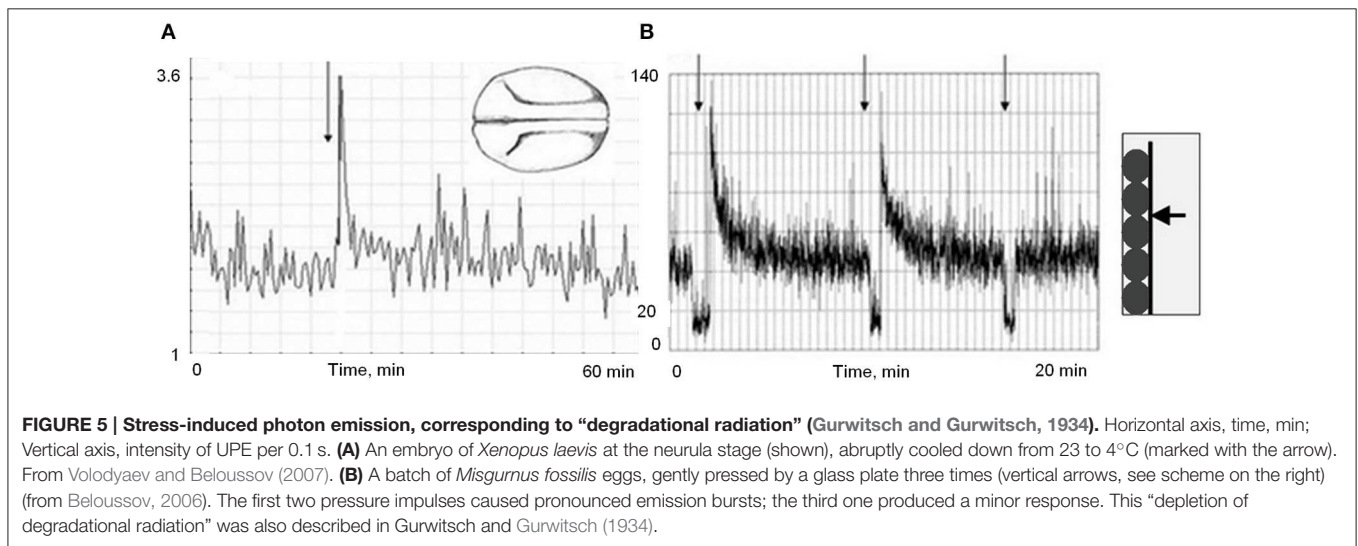 A
B
3.6
1
0
Time, min
60 min
140
20
0
0
Time, min
20 min
FIGURE 5 | Stress-induced photon emission, corresponding to “degradational radiation” (Gurwitsch and Gurwitsch, 1934). Horizontal axis, time, min;
Vertical axis, intensity of UPE per 0.1 s. (A) An embryo of Xenopus laevis at the neurula stage (shown), abruptly cooled down from 23 to 4°C (marked with the arrow).
From Volodyaev and Beloussov (2007). (B) A batch of Misgurnus fossilis eggs, gently pressed by a glass plate three times (vertical arrows, see scheme on the right)
(from Beloussov, 2006). The first two pressure impulses caused pronounced emission bursts; the third one produced a minor response. This “depletion of
degradational radiation” was also described in Gurwitsch and Gurwitsch (1934).